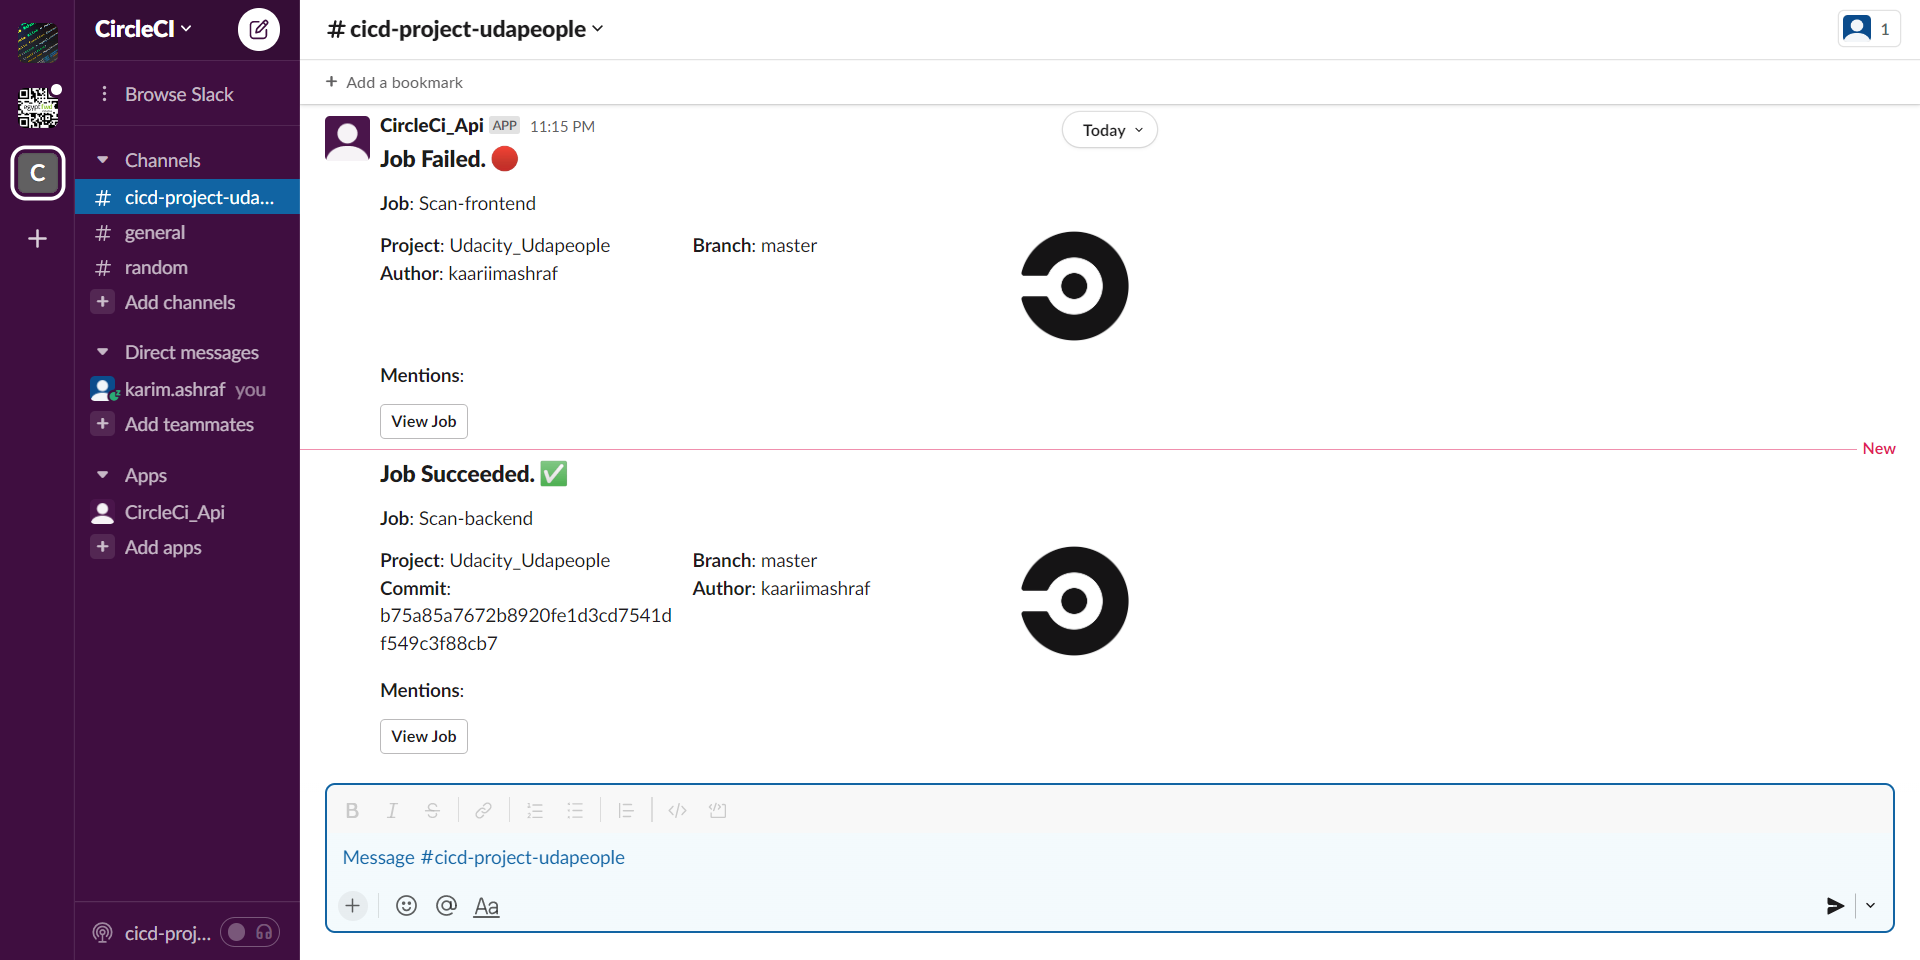 CircleCI
Browse Slack
C
Channels
# cicd-project-uda...
# general
# random
+ Add channels
Direct messages
karim.ashraf you
+ Add teammates
Apps
CircleCi_Api
+ Add apps
cicd-proj...
# cicd-project-udapeople
1
+ Add a bookmark
Today
CircleCi_Api APP 11:15 PM
Job Failed. 🔴
Job: Scan-frontend
Project: Udacity_Udapeople Branch: master
Author: kaariimashraf
Mentions:
View Job
New
Job Succeeded. ✅
Job: Scan-backend
Project: Udacity_Udapeople Branch: master
Commit: Author: kaariimashraf
b75a85a7672b8920fe1d3cd7541d
f549c3f88cb7
Mentions:
View Job
B I S
Message #cicd-project-udapeople
+ @ Aa